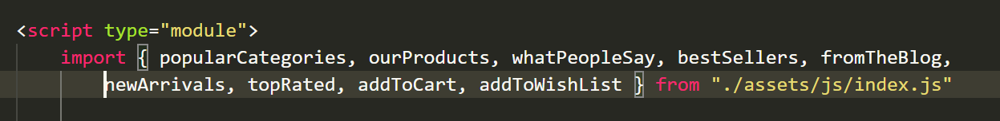 <script type="module">
import { popularCategories, ourProducts, whatPeopleSay, bestSellers, fromTheBlog,
newArrivals, topRated, addToCart, addToWishList } from "./assets/js/index.js"